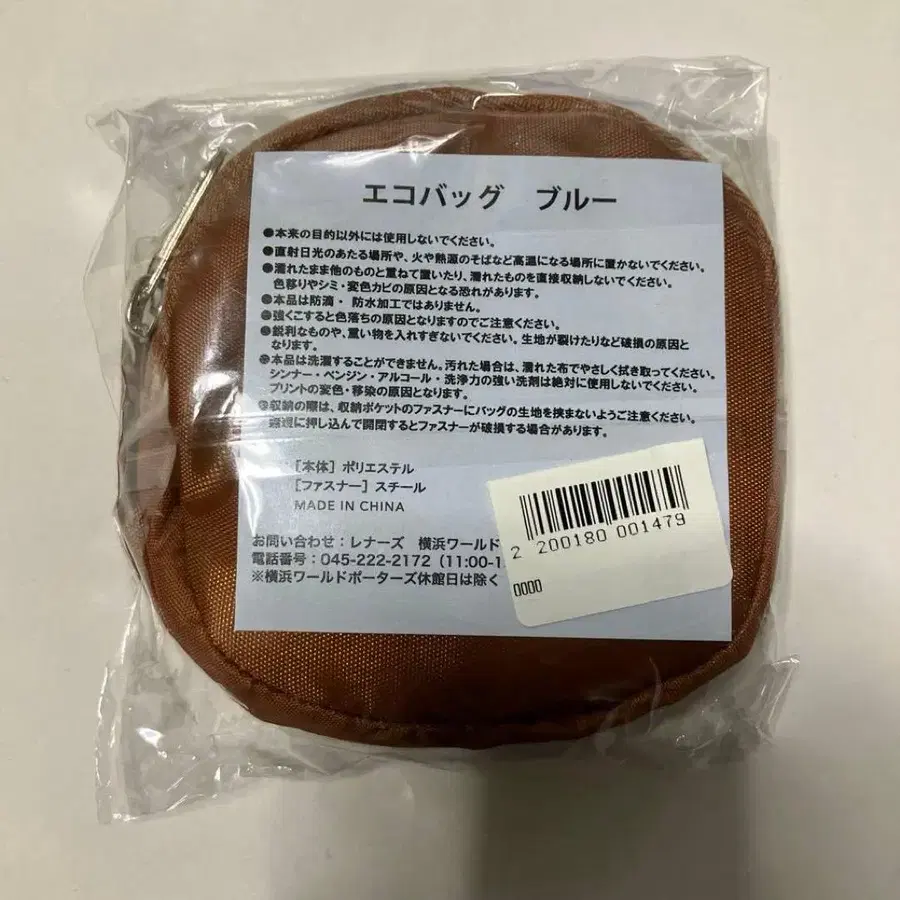 エコバッグ ブルー
●本来の目的以外には使用しないでください。
●直射日光のあたる場所や、火や熱源のそばなど高温になる場所に置かないでください。
●濡れたまま他のものと重ねて置いたり、濡れたものを直接収納しないでください。
色移りやシミ・変色カビの原因となる恐れがあります。
●本品は防滴・防水加工ではありません。
●強くこすると色落ちの原因となりますのでご注意ください。
●鋭利なものや、重い物を入れすぎないでください。生地が裂けたりなど破損の原因と
なります。
●本品は洗濯することができません。汚れた場合は、濡れた布でやさしく拭き取ってください。
シンナー・ベンジン・アルコール・洗浄力の強い洗剤は絶対に使用しないでください。
プリントの変色・移染の原因となります。
●収納の際は、収納ポケットのファスナーにバッグの生地を挟まないようご注意ください。
無理に押し込んで開閉するとファスナーが破損する場合があります。
[本体] ポリエステル
[ファスナー] スチール
MADE IN CHINA
お問い合わせ:レナーズ 横浜ワールド
電話番号:045-222-2172 (11:00-1
※横浜ワールドポーターズ休館日は除く
2 200180 001479
0000